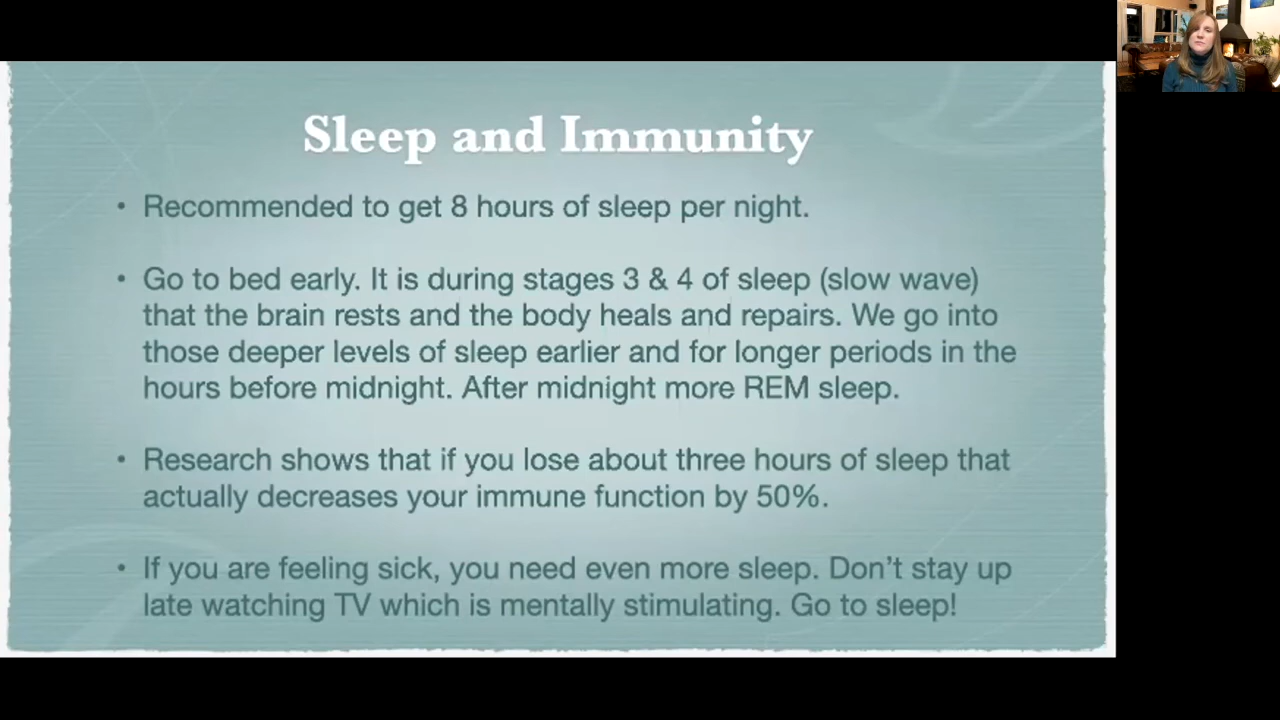 Sleep and Immunity
• Recommended to get 8 hours of sleep per night.
• Go to bed early. It is during stages 3 & 4 of sleep (slow wave)
that the brain rests and the body heals and repairs. We go into
those deeper levels of sleep earlier and for longer periods in the
hours before midnight. After midnight more REM sleep.
• Research shows that if you lose about three hours of sleep that
actually decreases your immune function by 50%.
• If you are feeling sick, you need even more sleep. Don’t stay up
late watching TV which is mentally stimulating. Go to sleep!